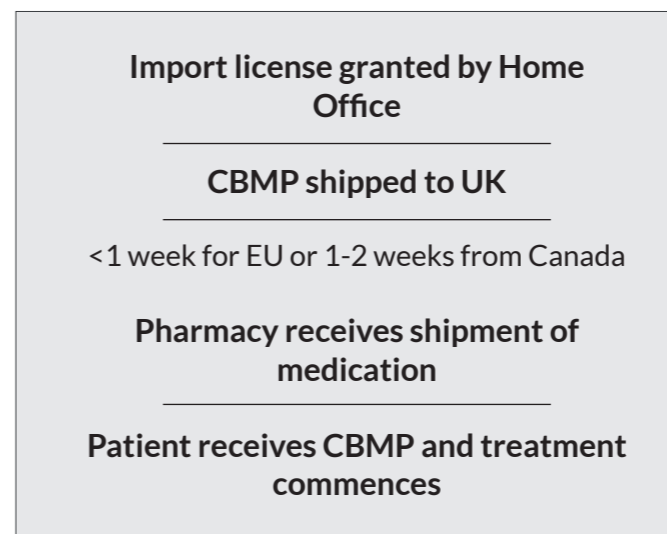 Import license granted by Home
Office
CBMP shipped to UK
<1 week for EU or 1-2 weeks from Canada
Pharmacy receives shipment of
medication
Patient receives CBMP and treatment
commences